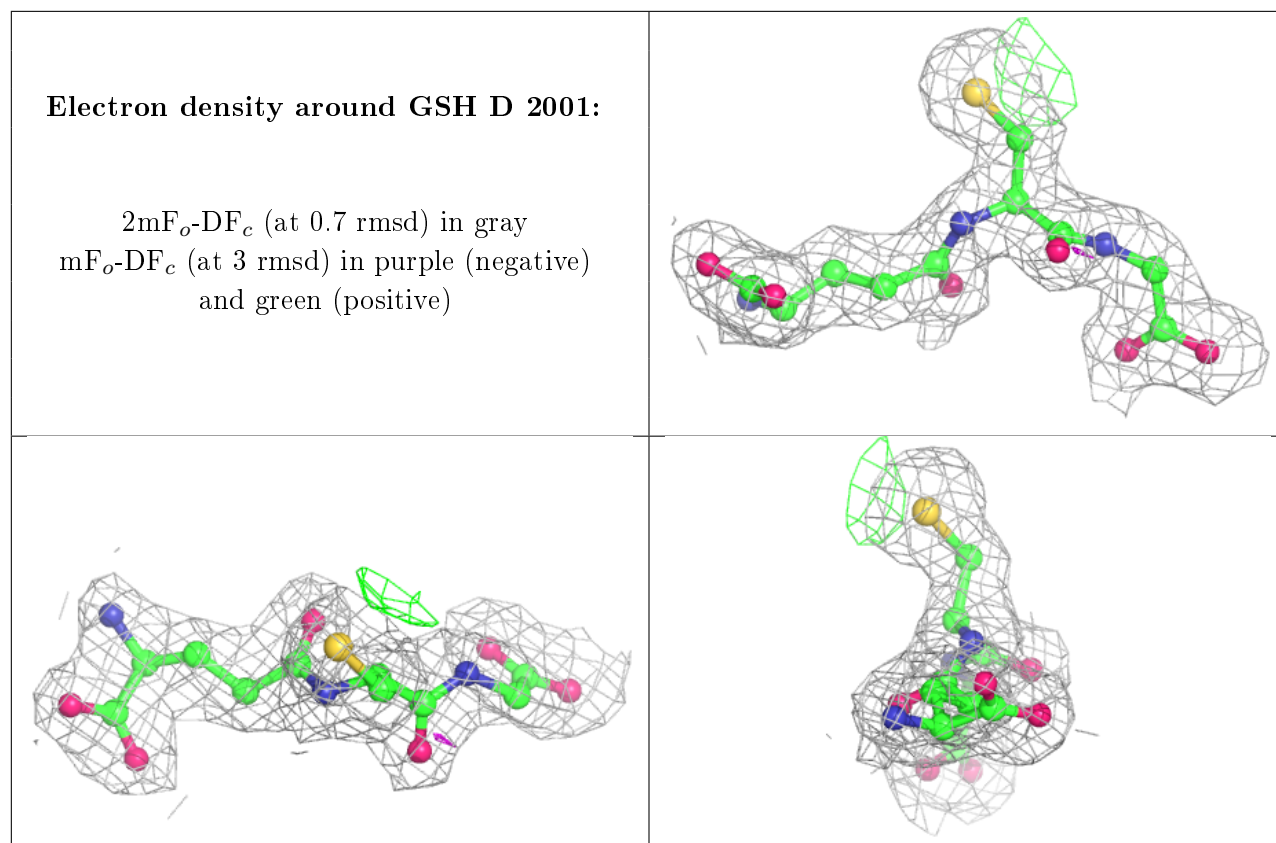 Electron density around GSH D 2001:
2mFₒ-DF𝒸 (at 0.7 rmsd) in gray
mFₒ-DF𝒸 (at 3 rmsd) in purple (negative)
and green (positive)